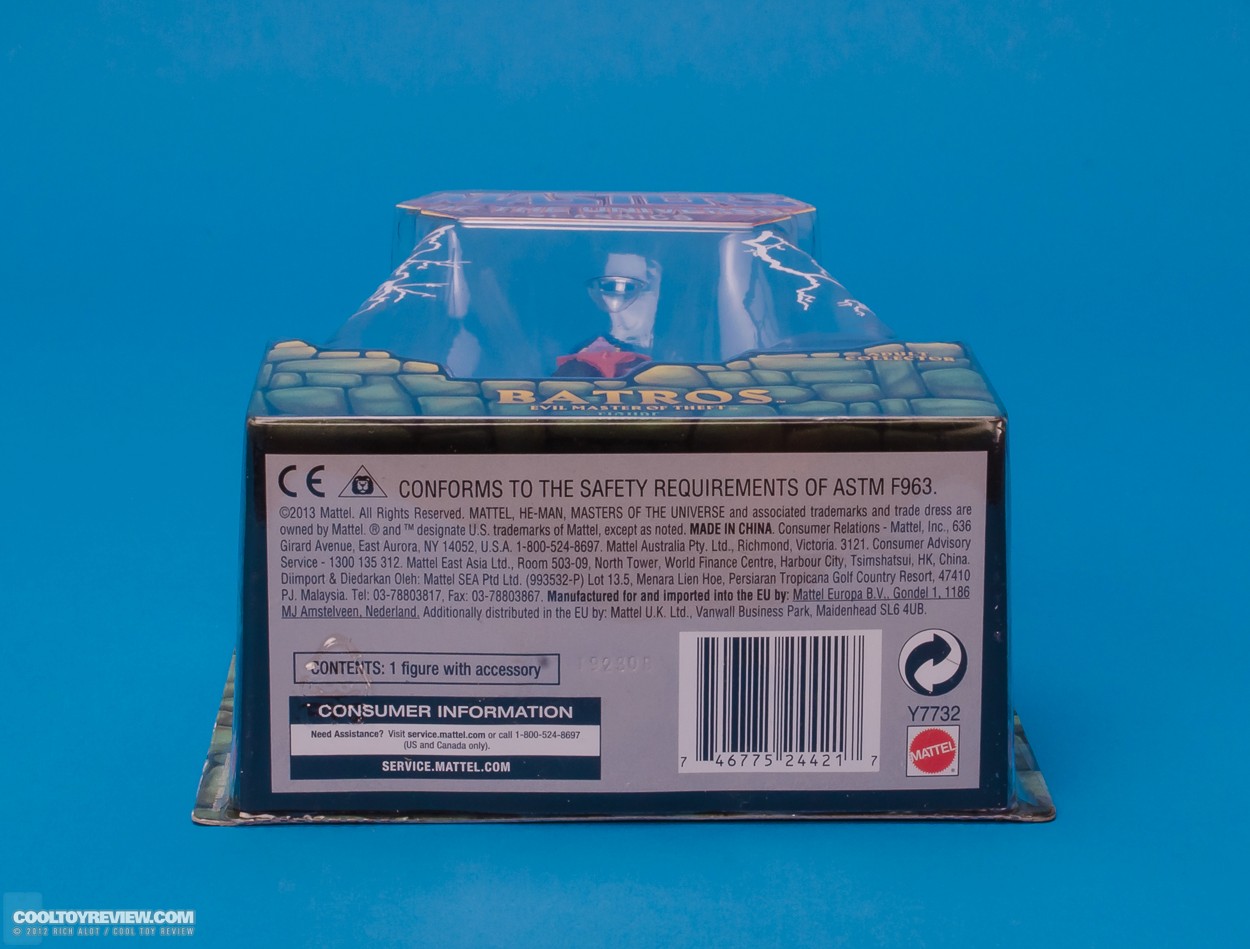 MASTERS
BATROS™
EVIL MASTER OF THEFT™
ADULT
COLLECTOR
CE
CONFORMS TO THE SAFETY REQUIREMENTS OF ASTM F963.
©2013 Mattel. All Rights Reserved. MATTEL, HE-MAN, MASTERS OF THE UNIVERSE and associated trademarks and trade dress are
owned by Mattel. ® and ™ designate U.S. trademarks of Mattel, except as noted. MADE IN CHINA. Consumer Relations - Mattel, Inc., 636
Girard Avenue, East Aurora, NY 14052, U.S.A. 1-800-524-8697. Mattel Australia Pty. Ltd., Richmond, Victoria. 3121. Consumer Advisory
Service - 1300 135 312. Mattel East Asia Ltd., Room 503-09, North Tower, World Finance Centre, Harbour City, Tsimshatsui, HK, China.
Diimport & Diedarkan Oleh: Mattel SEA Ptd Ltd. (993532-P) Lot 13.5, Menara Lien Hoe, Persiaran Tropicana Golf Country Resort, 47410
PJ. Malaysia. Tel: 03-78803817, Fax: 03-78803867. Manufactured for and imported into the EU by: Mattel Europa B.V., Gondel 1, 1186
MJ Amstelveen, Nederland. Additionally distributed in the EU by: Mattel U.K. Ltd., Vanwall Business Park, Maidenhead SL6 4UB.
CONTENTS: 1 figure with accessory
CONSUMER INFORMATION
Need Assistance? Visit service.mattel.com or call 1-800-524-8697
(US and Canada only).
SERVICE.MATTEL.COM
7 46775 24421 7
Y7732
MATTEL®
COOLTOYREVIEW.COM
© 2012 RICH ALOT / COOL TOY REVIEW